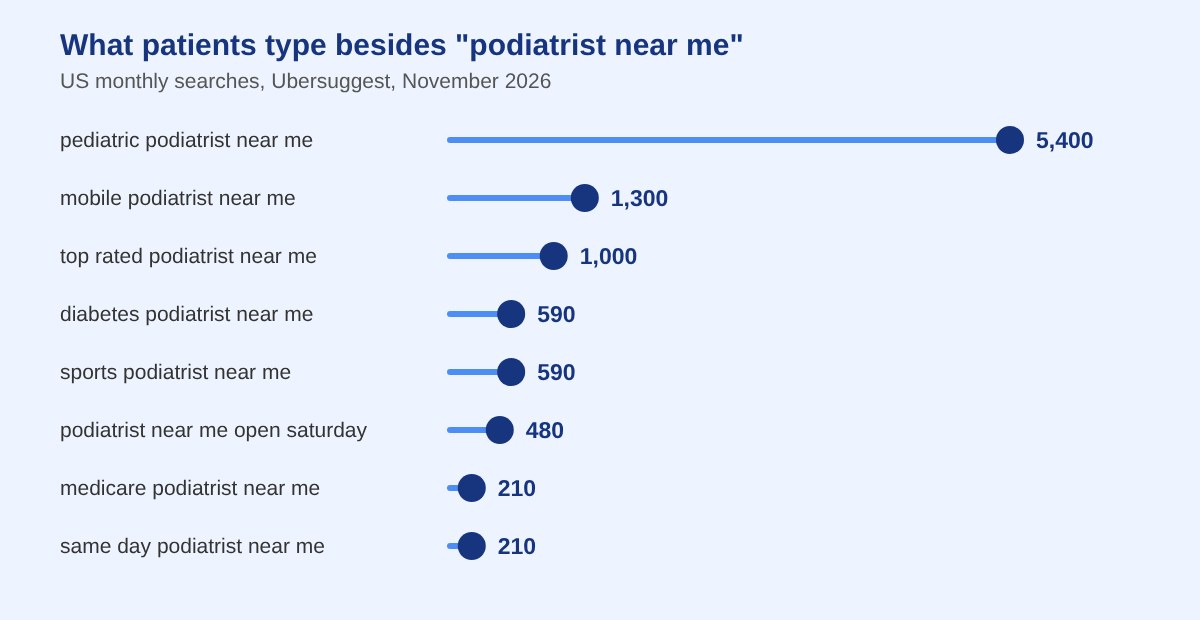 What patients type besides "podiatrist near me"
US monthly searches, Ubersuggest, November 2026
pediatric podiatrist near me 5,400
mobile podiatrist near me 1,300
top rated podiatrist near me 1,000
diabetes podiatrist near me 590
sports podiatrist near me 590
podiatrist near me open saturday 480
medicare podiatrist near me 210
same day podiatrist near me 210